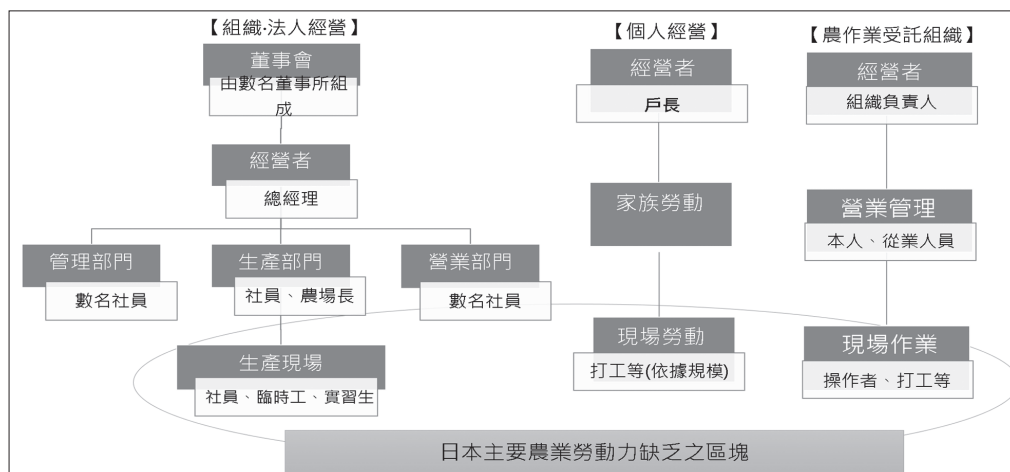 【組織·法人經營】
董事會
由數名董事所組
成
經營者
總經理
管理部門
數名社員
生產部門
社員、農場長
營業部門
數名社員
生產現場
社員、臨時工、實習生
【個人經營】
經營者
戶長
家族勞動
現場勞動
打工等(依據規模)
【農作業受託組織】
經營者
組織負責人
營業管理
本人、從業人員
現場作業
操作者、打工等
日本主要農業勞動力缺乏之區塊